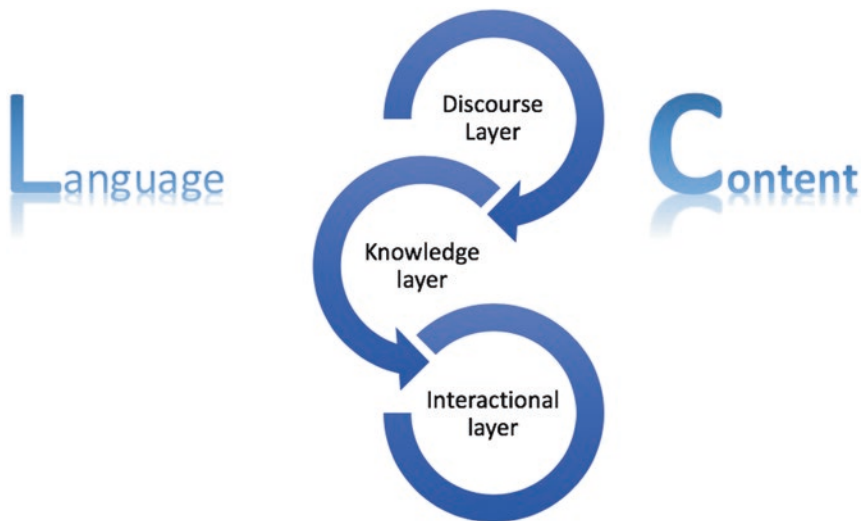 Language
Discourse
Layer
Content
Knowledge
layer
Interactional
layer